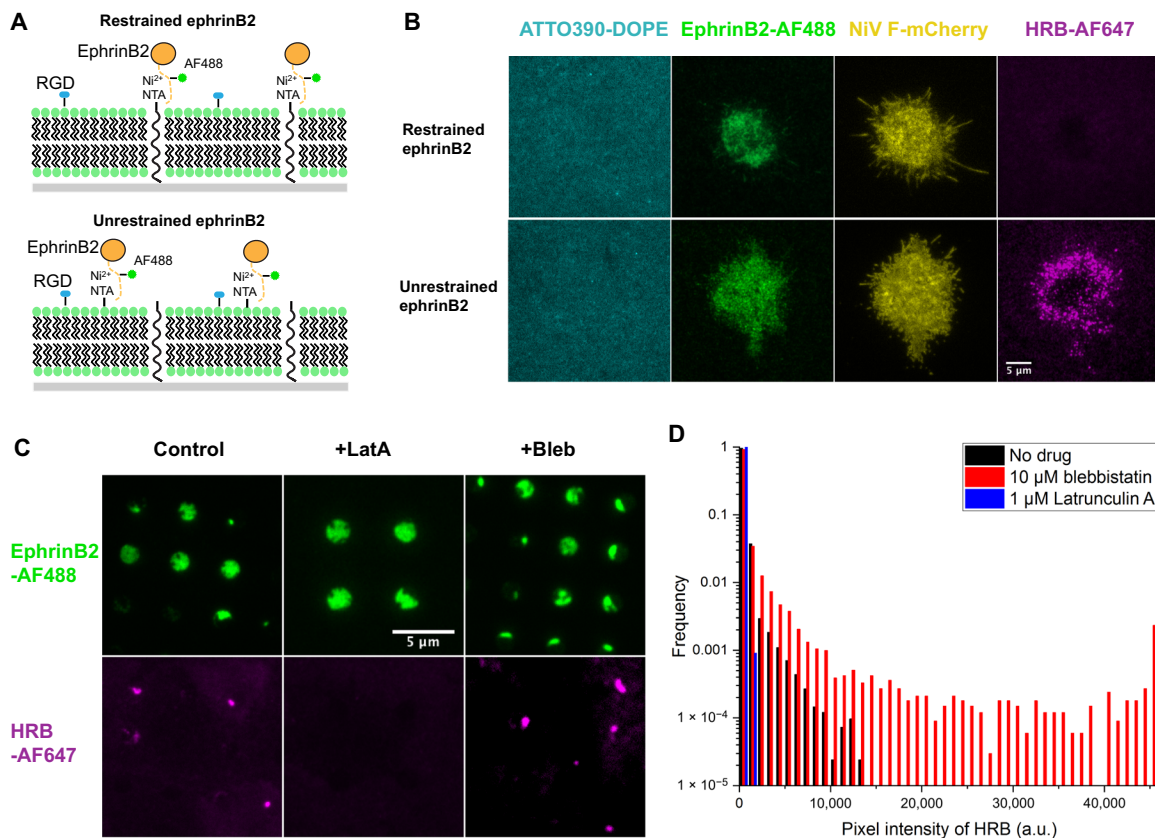 A
Restrained ephrinB2
EphrinB2
AF488
RGD
Ni2+
NTA
Ni2+
NTA
Unrestrained ephrinB2
EphrinB2
AF488
RGD
Ni2+
NTA
Ni2+
NTA
B
ATTO390-DOPE EphrinB2-AF488 NiV F-mCherry HRB-AF647
Restrained
ephrinB2
Unrestrained
ephrinB2
5 µm
C
Control +LatA +Bleb
EphrinB2
-AF488
5 µm
HRB
-AF647
D
No drug
10 µM blebbistatin
1 µM Latrunculin A
Frequency
1
0.1
0.01
0.001
1 × 10⁻⁴
1 × 10⁻⁵
0 10,000 20,000 30,000 40,000
Pixel intensity of HRB (a.u.)